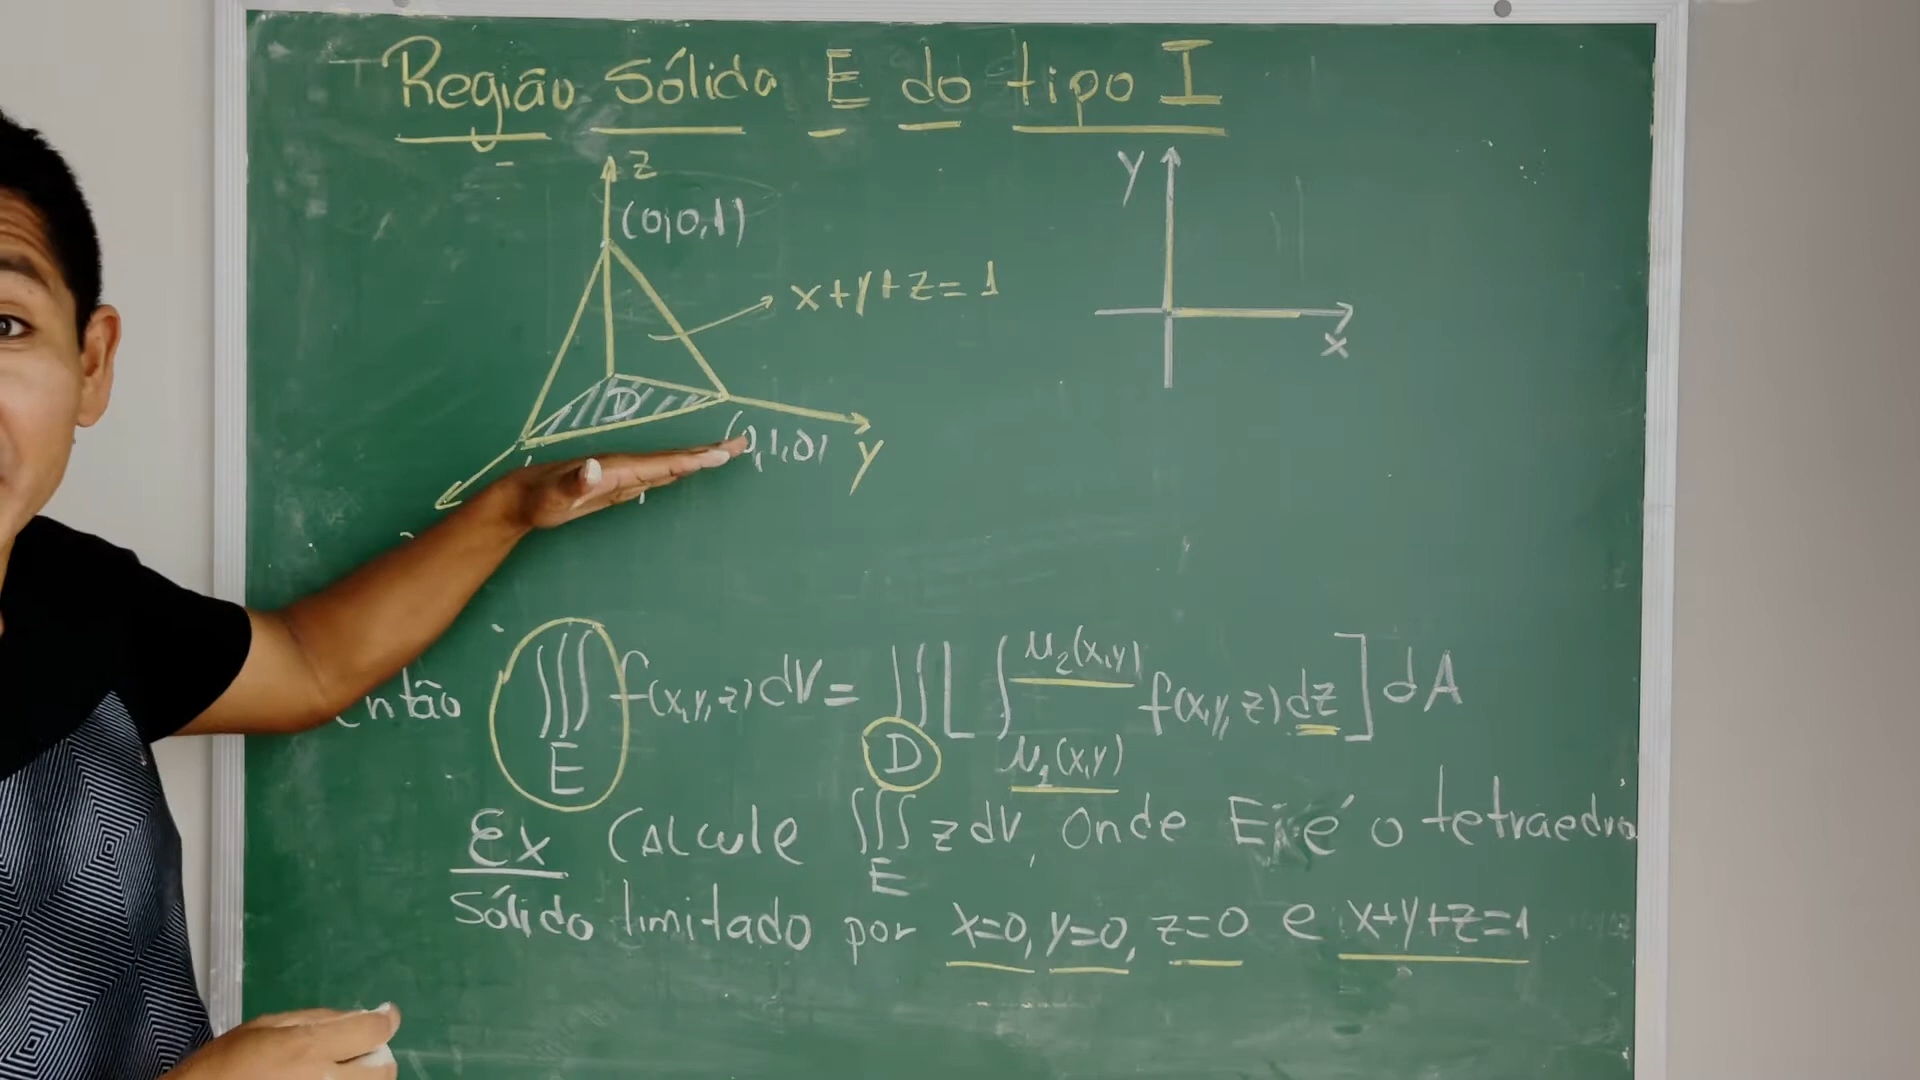 Região Sólida E do tipo I
z
(0,0,1)
x+y+z=1
D
(0,1,0)
y
y
x
Então ∭_E f(x,y,z)dV = ∬_D [∫_{u₁(x,y)}^{u₂(x,y)} f(x,y,z)dz] dA
Ex Calcule ∭_E z dV, Onde E é o tetraedro
Sólido limitado por x=0, y=0, z=0 e x+y+z=1